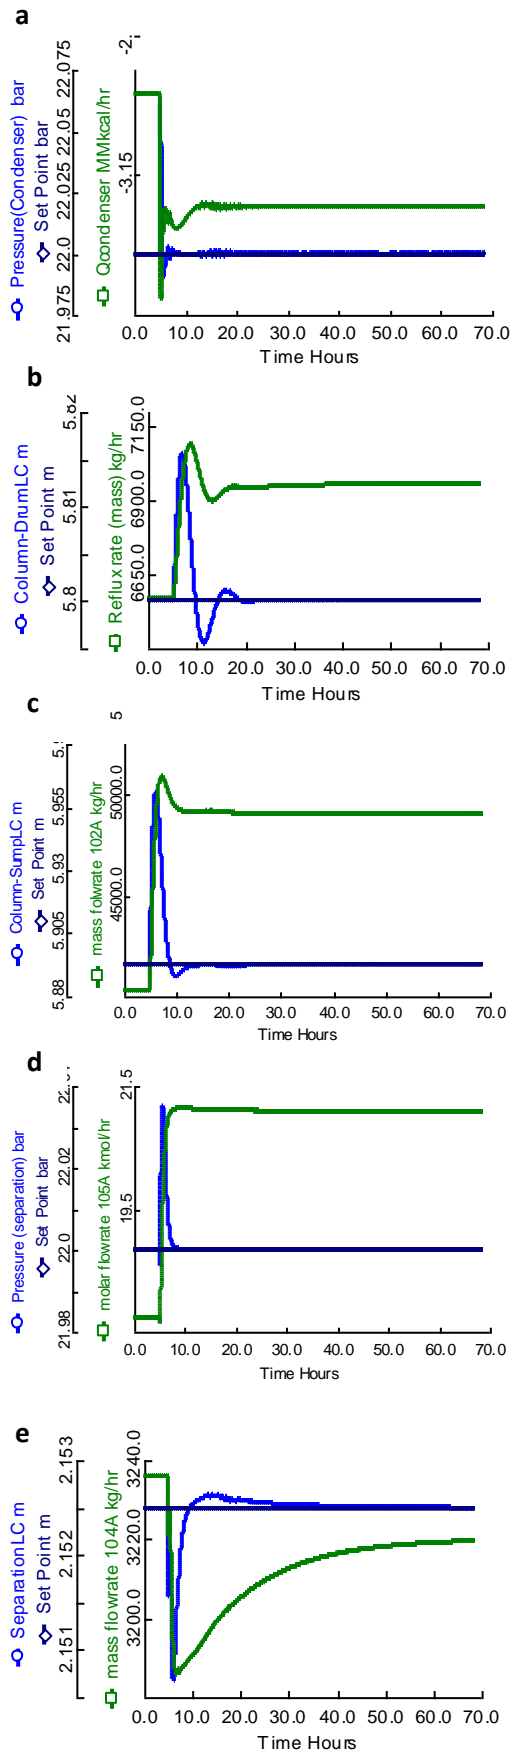 a
Pressure(Condenser) bar
Set Point bar
21.975 22.0 22.025 22.05 22.075
Qcondenser MMkcal/hr
-3.15 -2.
0.0 10.0 20.0 30.0 40.0 50.0 60.0 70.0
Time Hours
b
Column-DrumLC m
Set Point m
5.8 5.81 5.82
Reflux rate (mass) kg/hr
6650.0 6900.0 7150.0
0.0 10.0 20.0 30.0 40.0 50.0 60.0 70.0
Time Hours
c
Column-SumpLC m
Set Point m
5.88 5.905 5.93 5.955 5.
mass folwrate 102A kg/hr
45000.0 50000.0 5
0.0 10.0 20.0 30.0 40.0 50.0 60.0 70.0
Time Hours
d
Pressure (separation) bar
Set Point bar
21.98 22.0 22.02
molar flowrate 105A kmol/hr
19.5 21.5
0.0 10.0 20.0 30.0 40.0 50.0 60.0 70.0
Time Hours
e
SeparationLC m
Set Point m
2.151 2.152 2.153
mass flowrate 104A kg/hr
3200.0 3220.0 3240.0
0.0 10.0 20.0 30.0 40.0 50.0 60.0 70.0
Time Hours